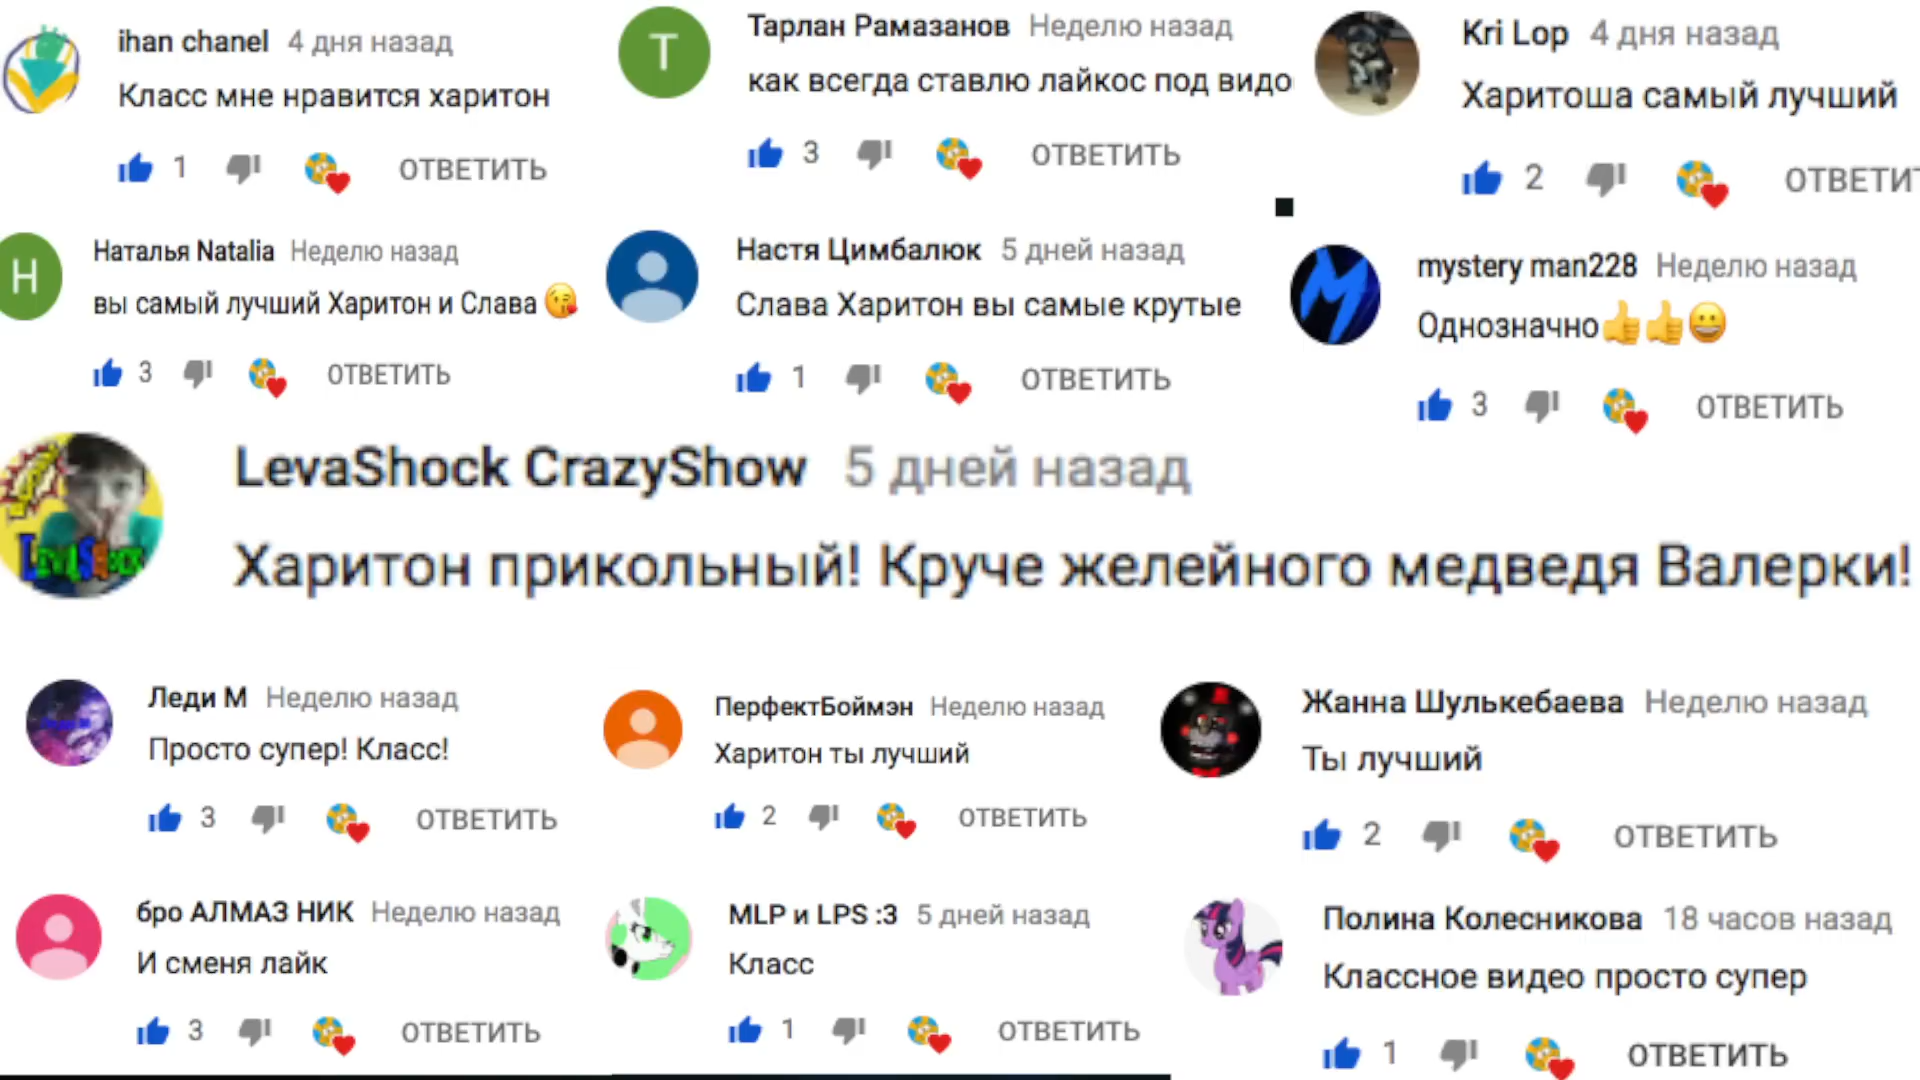 ihan chanel 4 дня назад
Класс мне нравится харитон
1 ОТВЕТИТЬ
Т
Тарлан Рамазанов Неделю назад
как всегда ставлю лайкос под видо
3 ОТВЕТИТЬ
Kri Lop 4 дня назад
Харитоша самый лучший
2 ОТВЕТИТ
Н
Наталья Natalia Неделю назад
вы самый лучший Харитон и Слава 😘
3 ОТВЕТИТЬ
Настя Цимбалюк 5 дней назад
Слава Харитон вы самые крутые
1 ОТВЕТИТЬ
M
mystery man228 Неделю назад
Однозначно👍👍😀
3 ОТВЕТИТЬ
LevaShock
LevaShock CrazyShow 5 дней назад
Харитон прикольный! Круче желейного медведя Валерки!
Леди М Неделю назад
Просто супер! Класс!
3 ОТВЕТИТЬ
ПерфектБоймэн Неделю назад
Харитон ты лучший
2 ОТВЕТИТЬ
Жанна Шулькебаева Неделю назад
Ты лучший
2 ОТВЕТИТЬ
бро АЛМАЗ НИК Неделю назад
И сменя лайк
3 ОТВЕТИТЬ
MLP и LPS :3 5 дней назад
Класс
1 ОТВЕТИТЬ
Полина Колесникова 18 часов назад
Классное видео просто супер
1 ОТВЕТИТЬ